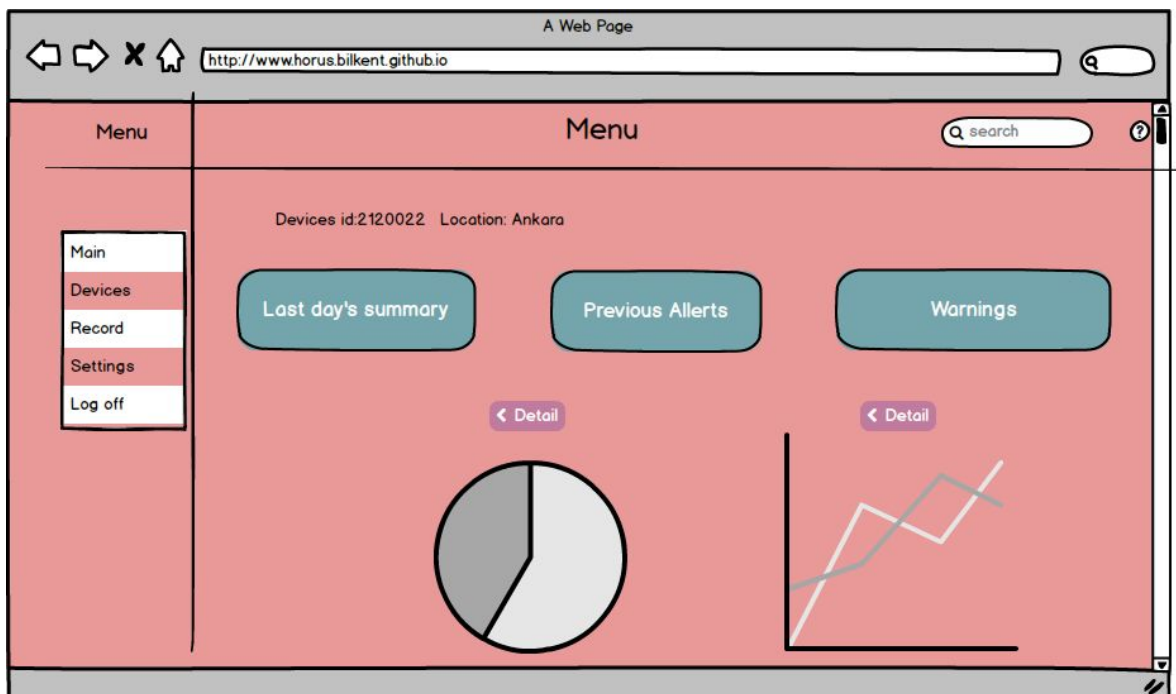 A Web Page
http://www.horus.bilkent.github.io
Menu
Menu
search
?
Devices id:2120022 Location: Ankara
Main
Devices
Record
Settings
Log off
Last day's summary
Previous Allerts
Warnings
Detail
Detail